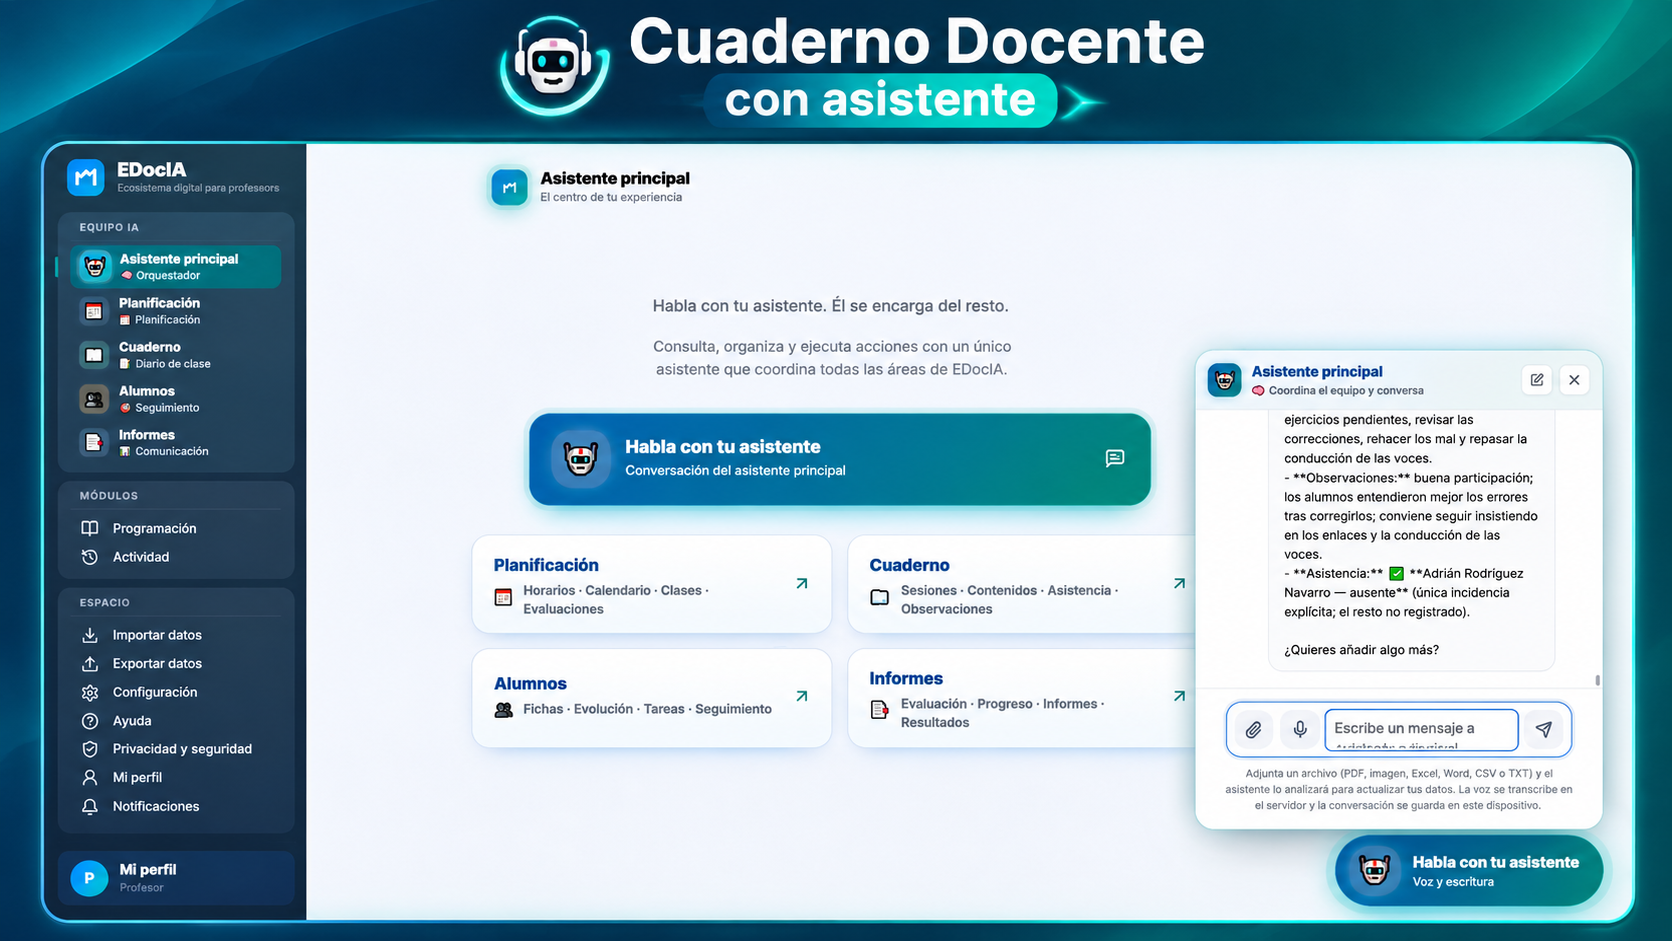 Cuaderno Docente
con asistente
EDocIA
Ecosistema digital para profesores
EQUIPO IA
Asistente principal
Orquestador
Planificación
Planificación
Cuaderno
Diario de clase
Alumnos
Seguimiento
Informes
Comunicación
MÓDULOS
Programación
Actividad
ESPACIO
Importar datos
Exportar datos
Configuración
Ayuda
Privacidad y seguridad
Mi perfil
Notificaciones
P
Mi perfil
Profesor
Asistente principal
El centro de tu experiencia
Habla con tu asistente. Él se encarga del resto.
Consulta, organiza y ejecuta acciones con un único
asistente que coordina todas las áreas de EDocIA.
Habla con tu asistente
Conversación del asistente principal
Planificación
Horarios · Calendario · Clases ·
Evaluaciones
Cuaderno
Sesiones · Contenidos · Asistencia ·
Observaciones
Alumnos
Fichas · Evolución · Tareas · Seguimiento
Informes
Evaluación · Progreso · Informes ·
Resultados
Asistente principal
Coordina el equipo y conversa
ejercicios pendientes, revisar las
correcciones, rehacer los mal y repasar la
conducción de las voces.
- **Observaciones:** buena participación;
los alumnos entendieron mejor los errores
tras corregirlos; conviene seguir insistiendo
en los enlaces y la conducción de las
voces.
- **Asistencia:** ✅ **Adrián Rodríguez
Navarro — ausente** (única incidencia
explícita; el resto no registrado).
¿Quieres añadir algo más?
Escribe un mensaje a
Adjunta un archivo (PDF, imagen, Excel, Word, CSV o TXT) y el
asistente lo analizará para actualizar tus datos. La voz se transcribe en
el servidor y la conversación se guarda en este dispositivo.
Habla con tu asistente
Voz y escritura